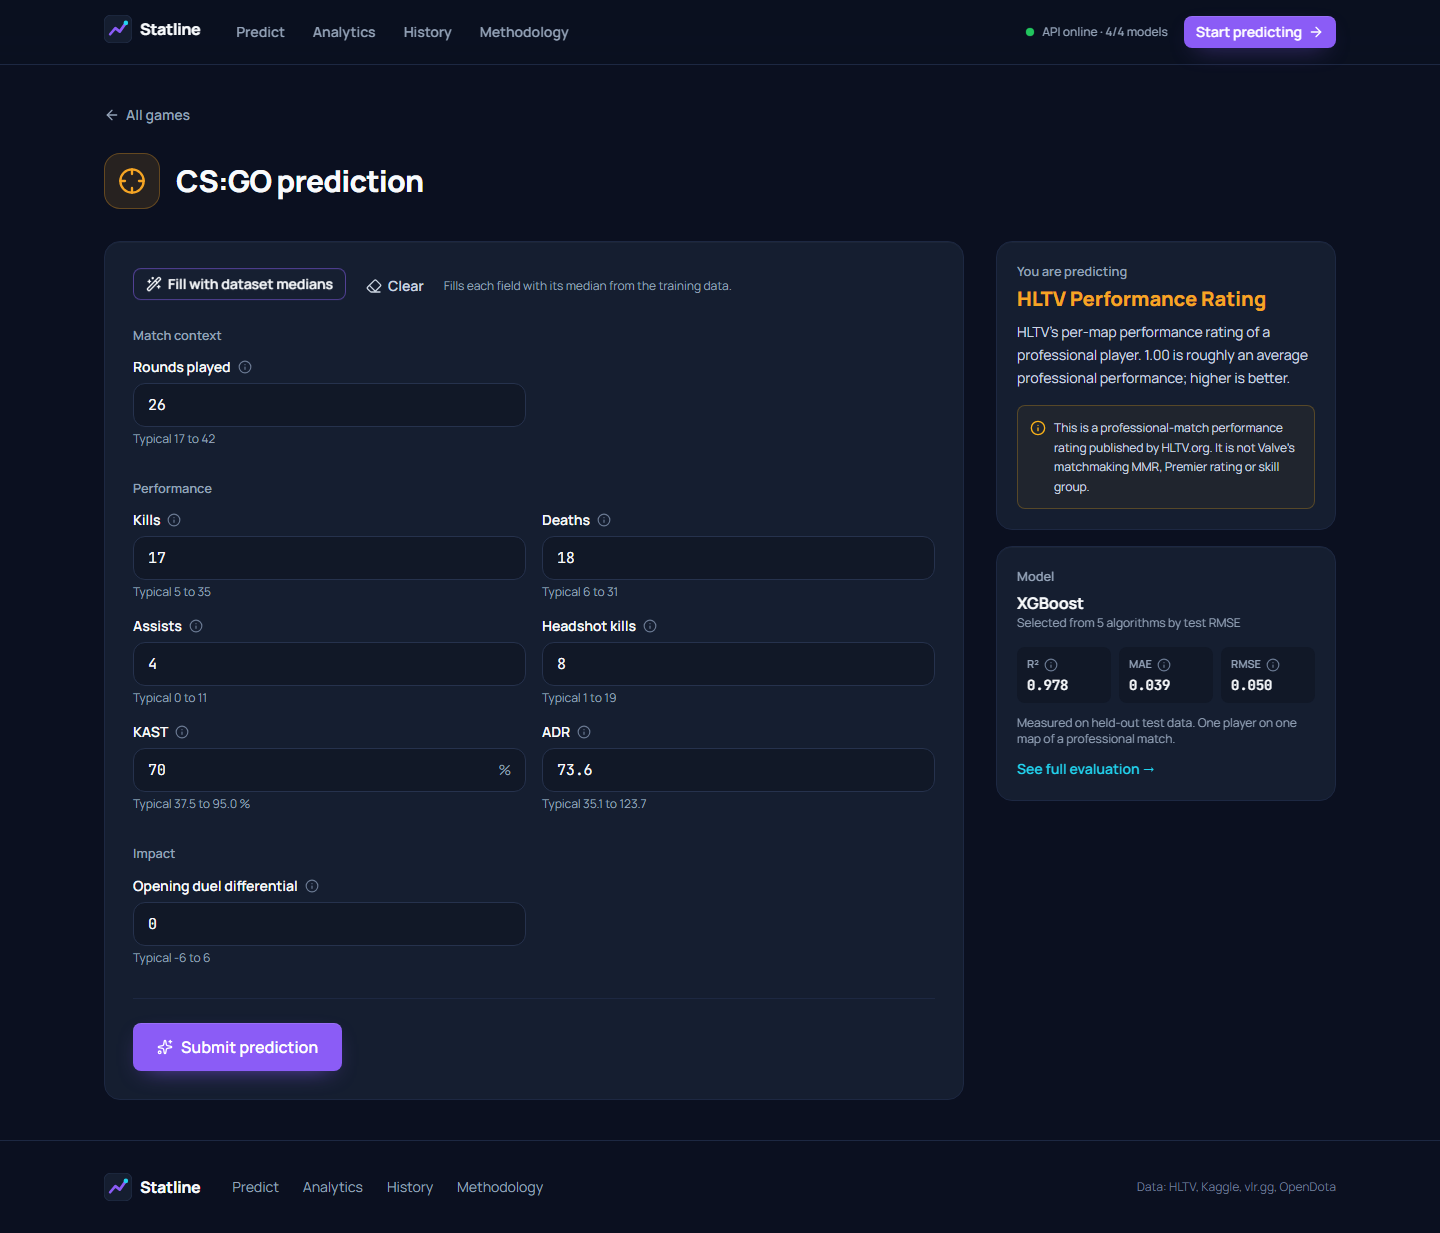 Statline
Predict
Analytics
History
Methodology
API online · 4/4 models
Start predicting →
← All games
CS:GO prediction
Fill with dataset medians
Clear
Fills each field with its median from the training data.
Match context
Rounds played
26
Typical 17 to 42
Performance
Kills
17
Typical 5 to 35
Deaths
18
Typical 6 to 31
Assists
4
Typical 0 to 11
Headshot kills
8
Typical 1 to 19
KAST
70 %
Typical 37.5 to 95.0 %
ADR
73.6
Typical 35.1 to 123.7
Impact
Opening duel differential
0
Typical -6 to 6
Submit prediction
You are predicting
HLTV Performance Rating
HLTV's per-map performance rating of a
professional player. 1.00 is roughly an average
professional performance; higher is better.
This is a professional-match performance
rating published by HLTV.org. It is not Valve's
matchmaking MMR, Premier rating or skill
group.
Model
XGBoost
Selected from 5 algorithms by test RMSE
R²
0.978
MAE
0.039
RMSE
0.050
Measured on held-out test data. One player on one
map of a professional match.
See full evaluation →
Statline
Predict
Analytics
History
Methodology
Data: HLTV, Kaggle, vlr.gg, OpenDota